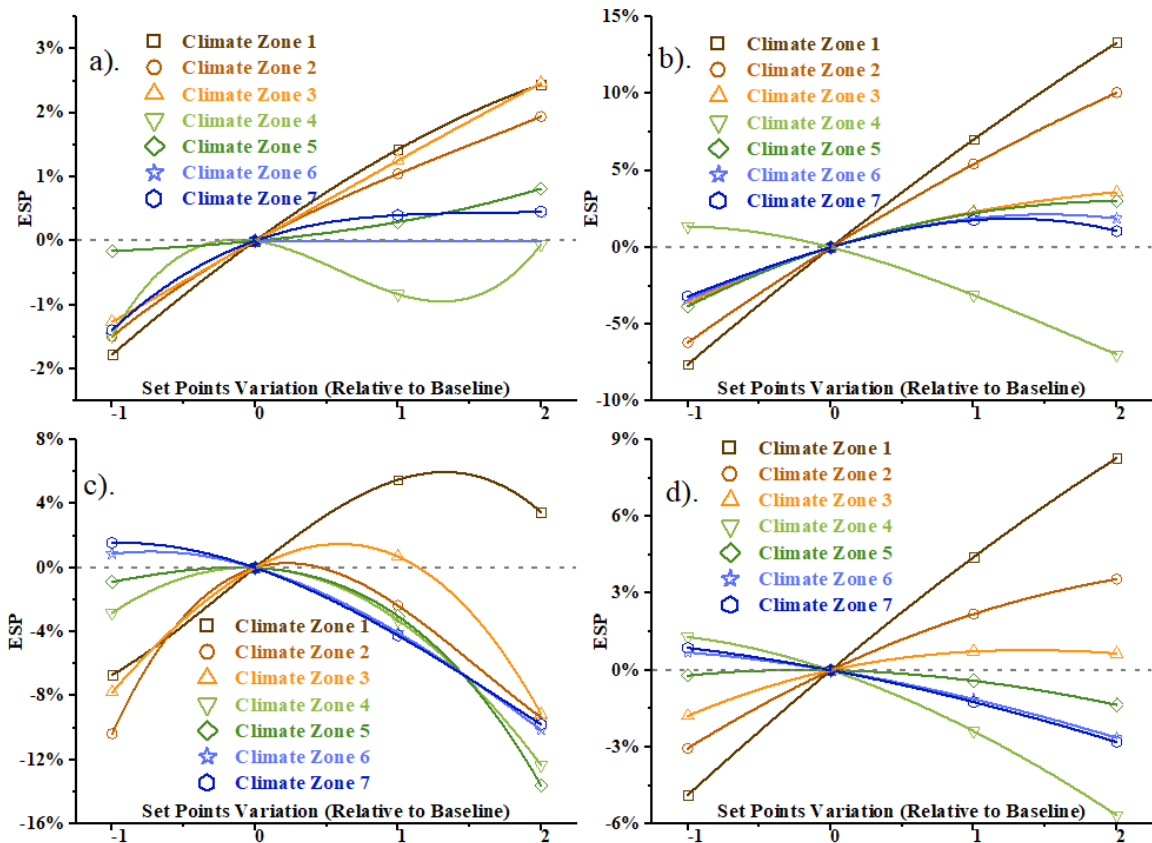 a).
3%
2%
1%
0%
-1%
-2%
ESP
Climate Zone 1
Climate Zone 2
Climate Zone 3
Climate Zone 4
Climate Zone 5
Climate Zone 6
Climate Zone 7
Set Points Variation (Relative to Baseline)
-1 0 1 2
b).
15%
10%
5%
0%
-5%
-10%
ESP
Climate Zone 1
Climate Zone 2
Climate Zone 3
Climate Zone 4
Climate Zone 5
Climate Zone 6
Climate Zone 7
Set Points Variation (Relative to Baseline)
-1 0 1 2
c).
8%
4%
0%
-4%
-8%
-12%
-16%
ESP
Climate Zone 1
Climate Zone 2
Climate Zone 3
Climate Zone 4
Climate Zone 5
Climate Zone 6
Climate Zone 7
Set Points Variation (Relative to Baseline)
-1 0 1 2
d).
9%
6%
3%
0%
-3%
-6%
ESP
Climate Zone 1
Climate Zone 2
Climate Zone 3
Climate Zone 4
Climate Zone 5
Climate Zone 6
Climate Zone 7
Set Points Variation (Relative to Baseline)
-1 0 1 2